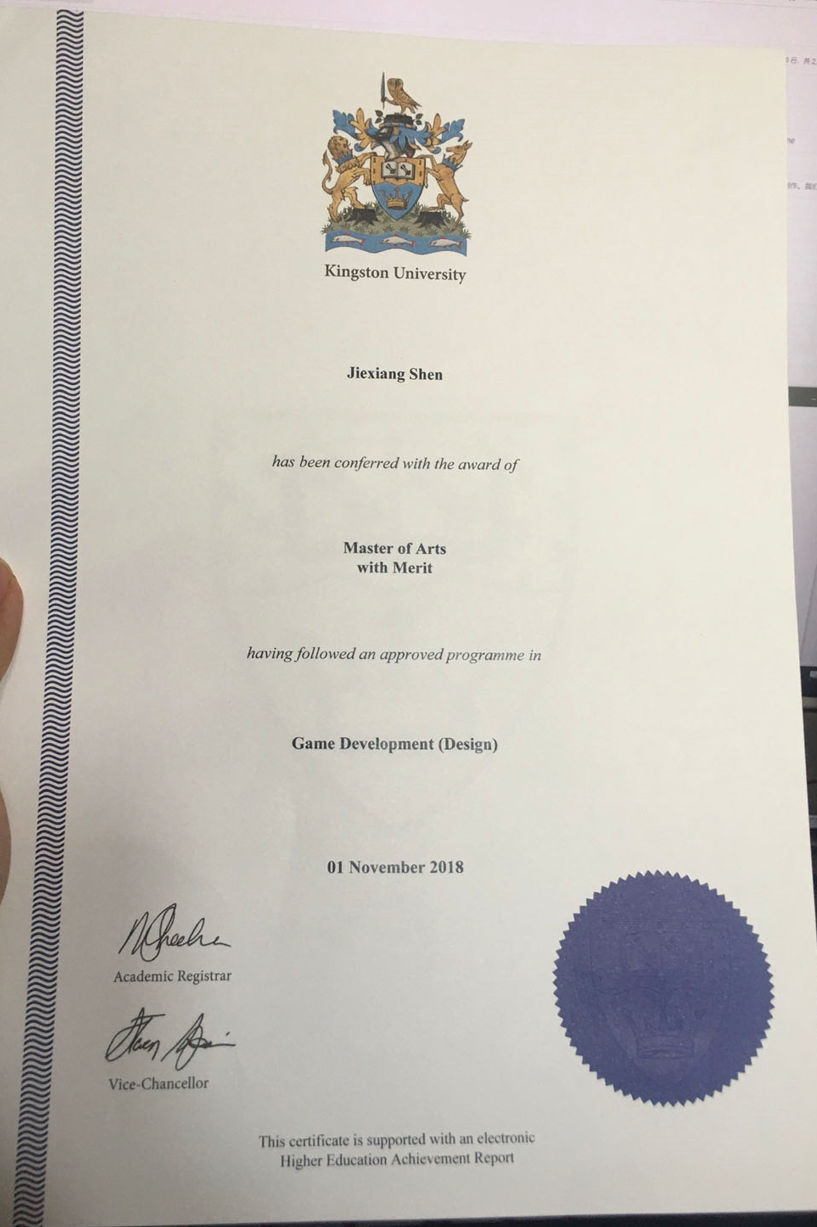 Kingston University
Jiexiang Shen
has been conferred with the award of
Master of Arts
with Merit
having followed an approved programme in
Game Development (Design)
01 November 2018
Academic Registrar
Vice-Chancellor
This certificate is supported with an electronic
Higher Education Achievement Report